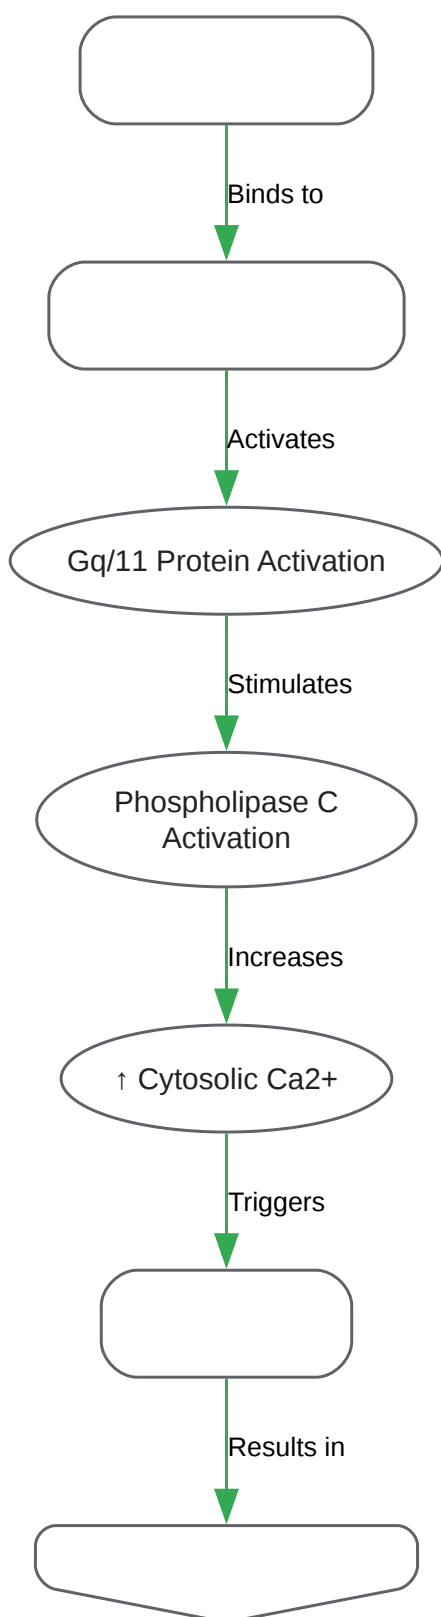 Binds to
Activates
Gq/11 Protein Activation
Stimulates
Phospholipase C
Activation
Increases
↑ Cytosolic Ca2+
Triggers
Results in